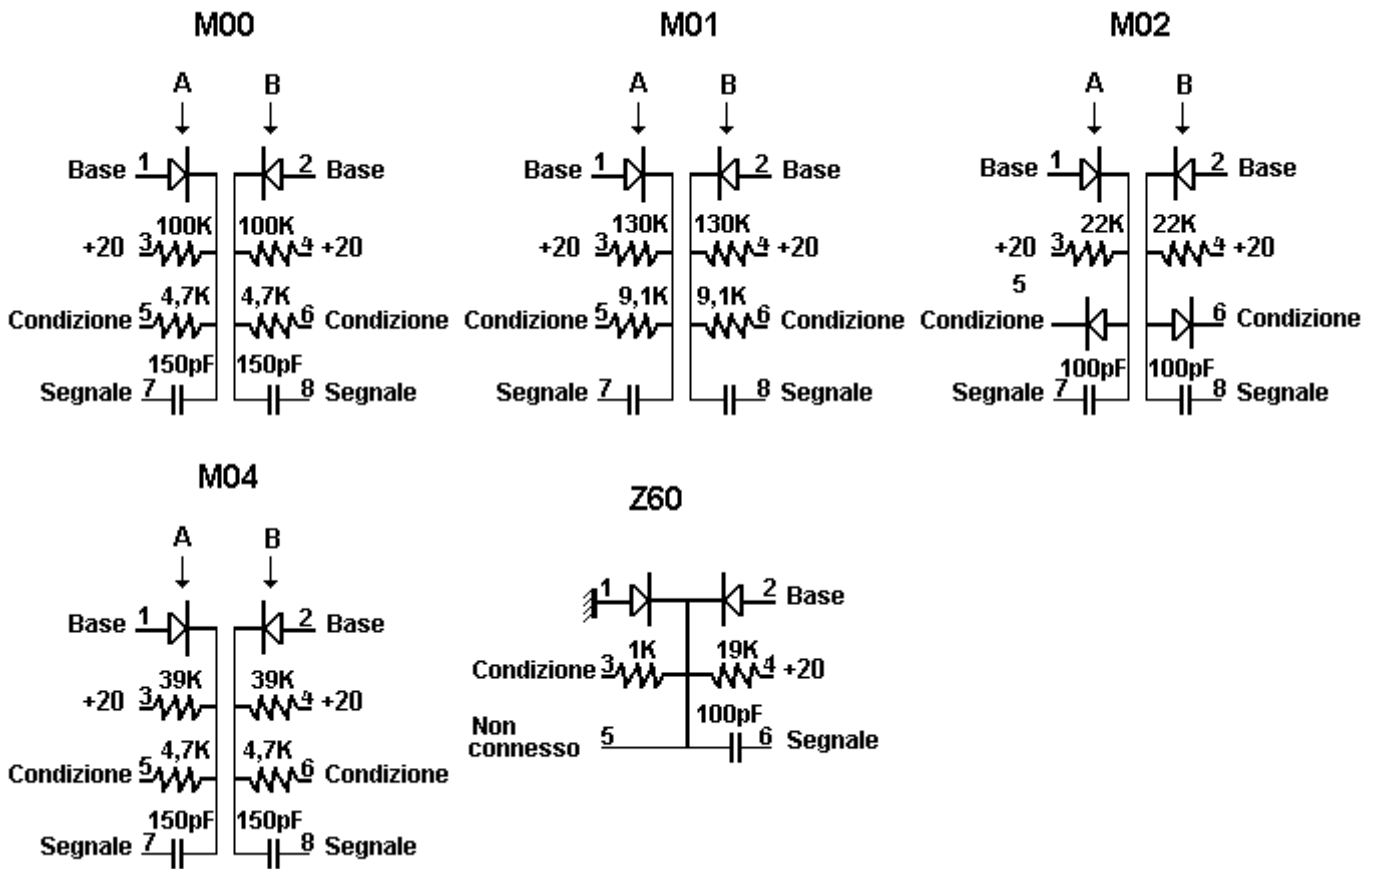 M00
A B
Base 1 2 Base
100K 100K
+20 3 4 +20
4,7K 4,7K
Condizione 5 6 Condizione
150pF 150pF
Segnale 7 8 Segnale
M01
A B
Base 1 2 Base
130K 130K
+20 3 4 +20
9,1K 9,1K
Condizione 5 6 Condizione
Segnale 7 8 Segnale
M02
A B
Base 1 2 Base
22K 22K
+20 3 4 +20
5
Condizione 6 Condizione
100pF 100pF
Segnale 7 8 Segnale
M04
A B
Base 1 2 Base
39K 39K
+20 3 4 +20
4,7K 4,7K
Condizione 5 6 Condizione
150pF 150pF
Segnale 7 8 Segnale
Z60
1 2 Base
1K 19K
Condizione 3 4 +20
100pF
Non
connesso 5 6 Segnale